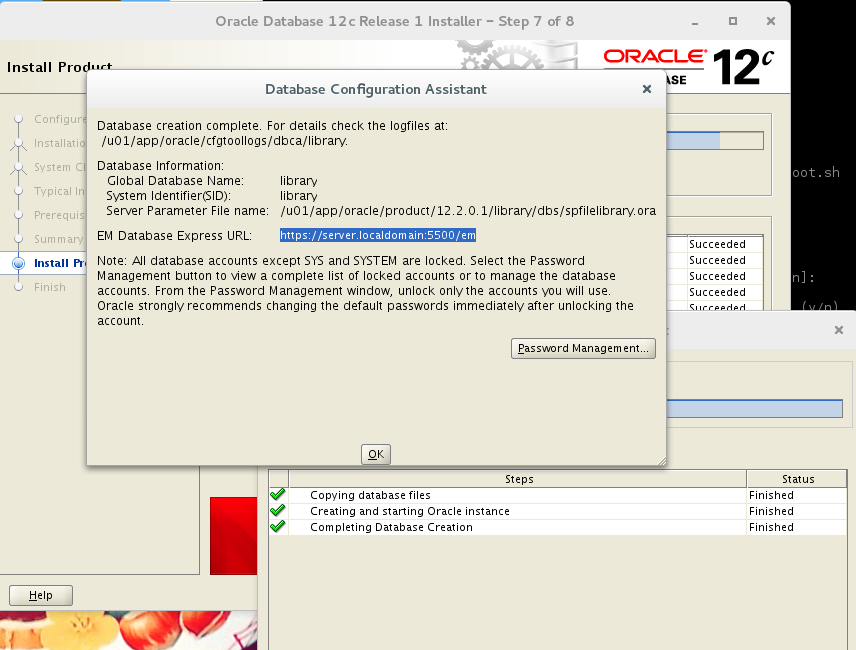 Oracle Database 12c Release 1 Installer – Step 7 of 8
Install Product
ORACLE
12c
Database Configuration Assistant
Database creation complete. For details check the logfiles at:
/u01/app/oracle/cfgtoollogs/dbca/library.
Database Information:
Global Database Name: library
System Identifier(SID): library
Server Parameter File name: /u01/app/oracle/product/12.2.0.1/library/dbs/spfilelibrary.ora
EM Database Express URL: https://server.localdomain:5500/em
Note: All database accounts except SYS and SYSTEM are locked. Select the Password
Management button to view a complete list of locked accounts or to manage the database
accounts. From the Password Management window, unlock only the accounts you will use.
Oracle strongly recommends changing the default passwords immediately after unlocking the
account.
Password Management...
OK
Configure
Installatio
System C
Typical In
Prerequis
Summary
Install Pr
Finish
Help
oot.sh
n]:
(y/n)
Succeeded
Succeeded
Succeeded
Succeeded
Succeeded
Steps Status
Copying database files Finished
Creating and starting Oracle instance Finished
Completing Database Creation Finished